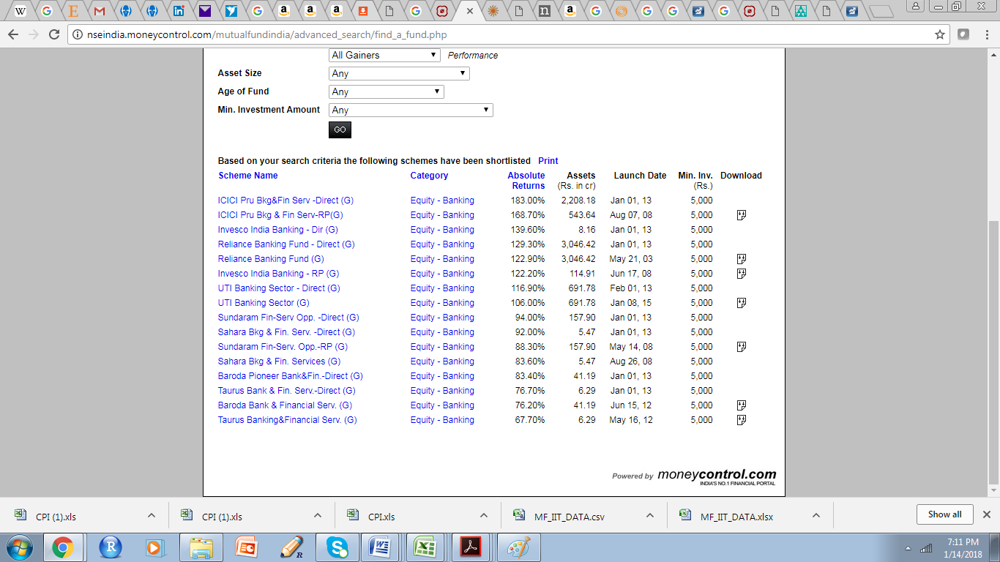 nseindia.moneycontrol.com/mutualfundindia/advanced_search/find_a_fund.php
All Gainers Performance
Asset Size Any
Age of Fund Any
Min. Investment Amount Any
GO
Based on your search criteria the following schemes have been shortlisted Print
Scheme Name Category Absolute Returns Assets (Rs. in cr) Launch Date Min. Inv. (Rs.) Download
ICICI Pru Bkg&Fin Serv -Direct (G) Equity - Banking 183.00% 2,208.18 Jan 01, 13 5,000
ICICI Pru Bkg & Fin Serv-RP(G) Equity - Banking 168.70% 543.64 Aug 07, 08 5,000
Invesco India Banking - Dir (G) Equity - Banking 139.60% 8.16 Jan 01, 13 5,000
Reliance Banking Fund - Direct (G) Equity - Banking 129.30% 3,046.42 Jan 01, 13 5,000
Reliance Banking Fund (G) Equity - Banking 122.90% 3,046.42 May 21, 03 5,000
Invesco India Banking - RP (G) Equity - Banking 122.20% 114.91 Jun 17, 08 5,000
UTI Banking Sector - Direct (G) Equity - Banking 116.90% 691.78 Feb 01, 13 5,000
UTI Banking Sector (G) Equity - Banking 106.00% 691.78 Jan 08, 15 5,000
Sundaram Fin-Serv Opp. -Direct (G) Equity - Banking 94.00% 157.90 Jan 01, 13 5,000
Sahara Bkg & Fin. Serv. -Direct (G) Equity - Banking 92.00% 5.47 Jan 01, 13 5,000
Sundaram Fin-Serv. Opp.-RP (G) Equity - Banking 88.30% 157.90 May 14, 08 5,000
Sahara Bkg & Fin. Services (G) Equity - Banking 83.60% 5.47 Aug 26, 08 5,000
Baroda Pioneer Bank&Fin.-Direct (G) Equity - Banking 83.40% 41.19 Jan 01, 13 5,000
Taurus Bank & Fin. Serv.-Direct (G) Equity - Banking 76.70% 6.29 Jan 01, 13 5,000
Baroda Bank & Financial Serv. (G) Equity - Banking 76.20% 41.19 Jun 15, 12 5,000
Taurus Banking&Financial Serv. (G) Equity - Banking 67.70% 6.29 May 16, 12 5,000
Powered by moneycontrol.com
INDIA'S NO.1 FINANCIAL PORTAL
CPI (1).xls CPI (1).xls CPI.xls MF_IIT_DATA.csv MF_IIT_DATA.xlsx Show all
7:11 PM
1/14/2018